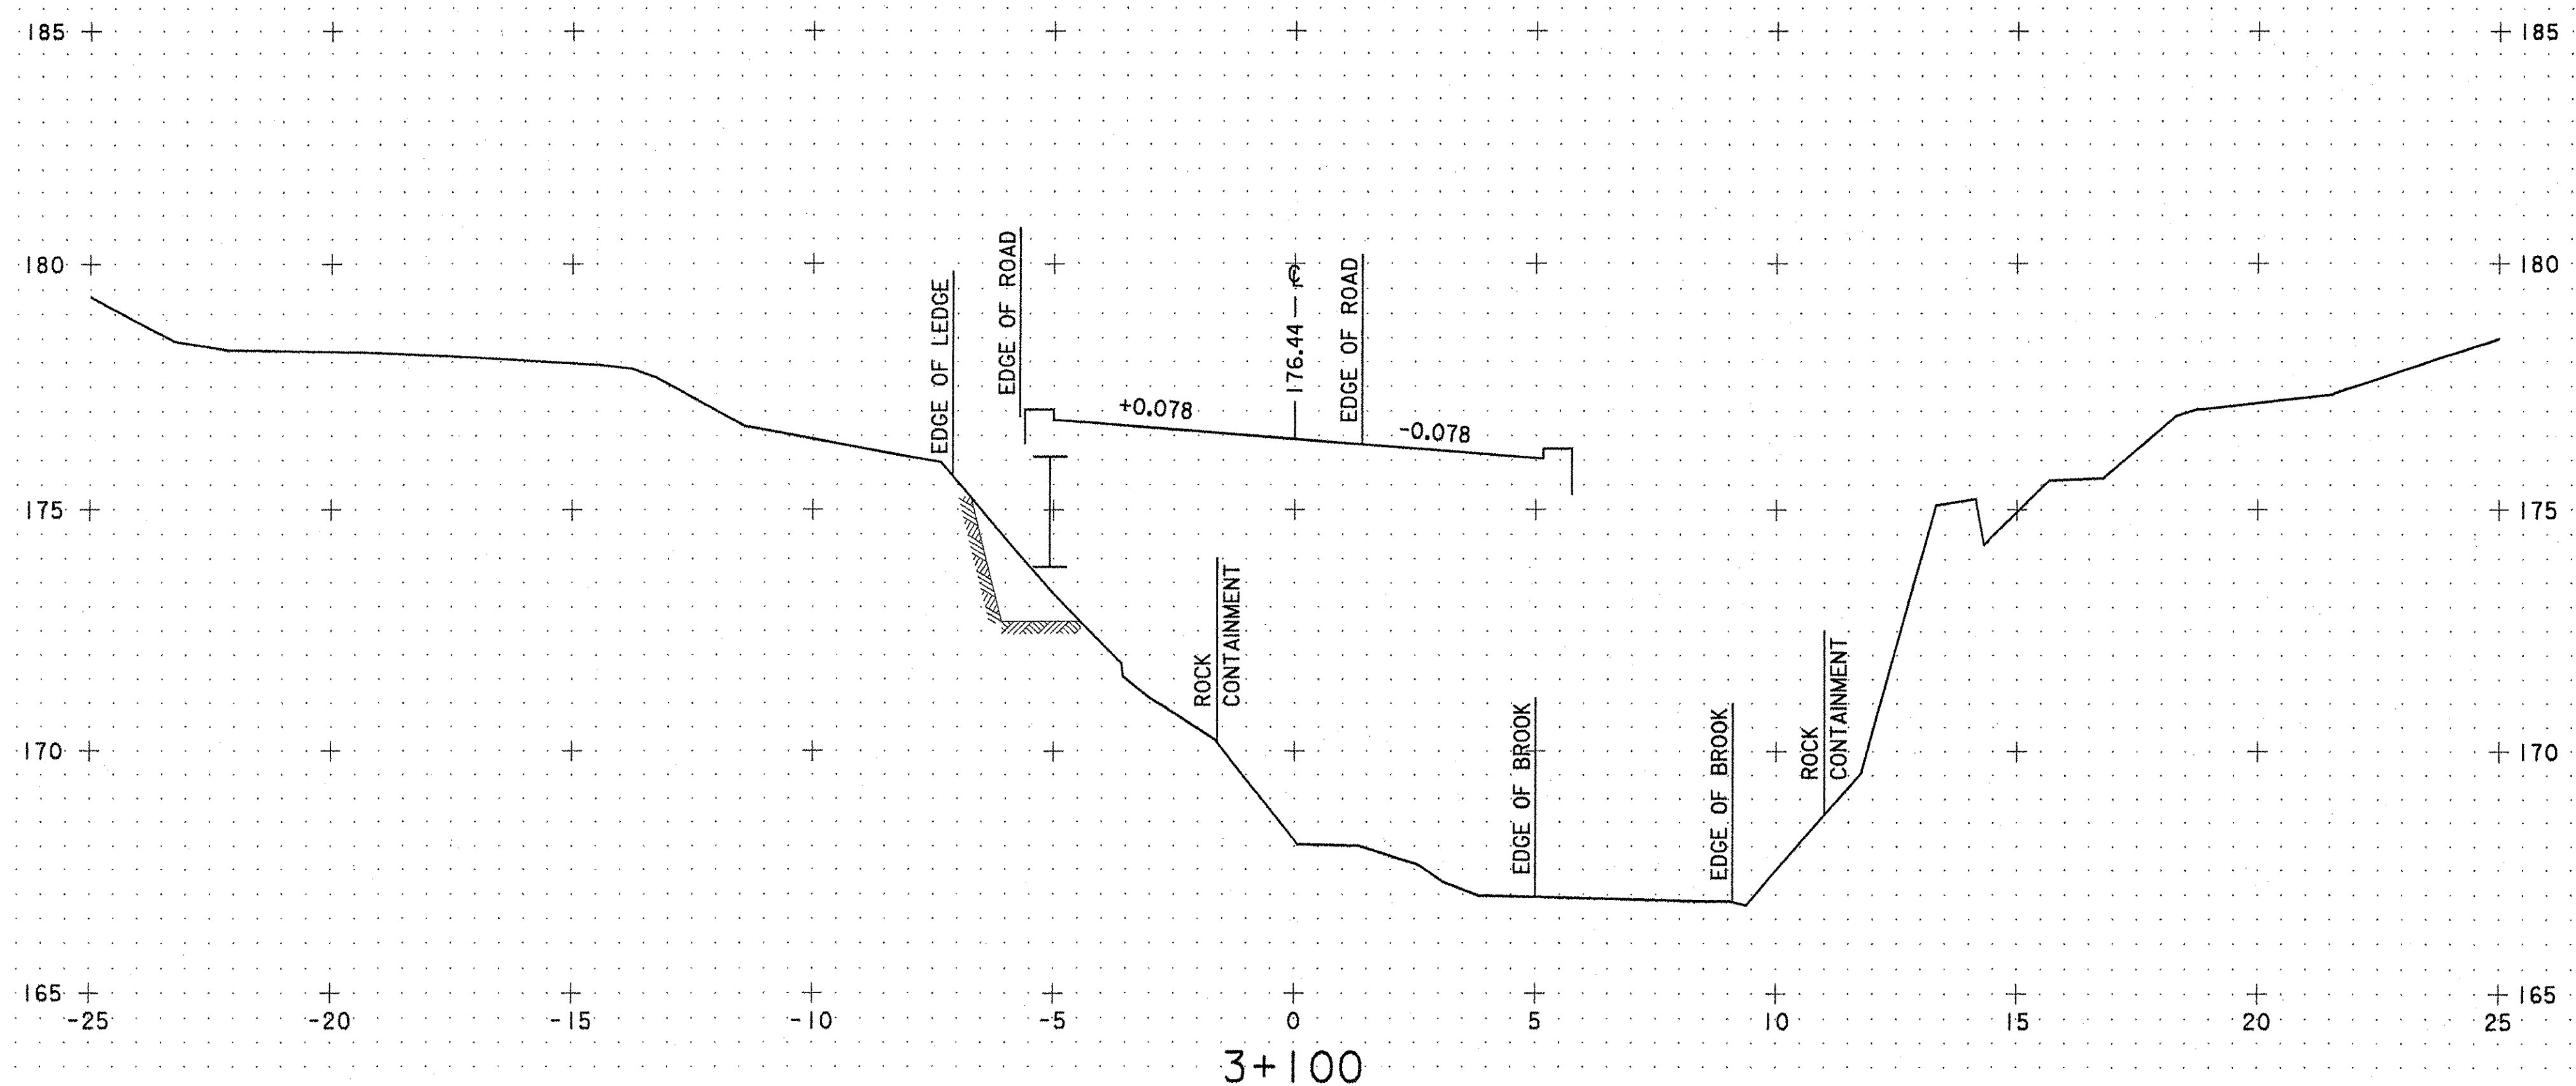 185
185
180
180
EDGE OF LEDGE
EDGE OF ROAD
176.44
EDGE OF ROAD
+0.078
-0.078
175
175
ROCK
CONTAINMENT
ROCK
CONTAINMENT
EDGE OF BROOK
EDGE OF BROOK
170
170
165
165
-25 -20 -15 -10 -5 0 5 10 15 20 25
3+100